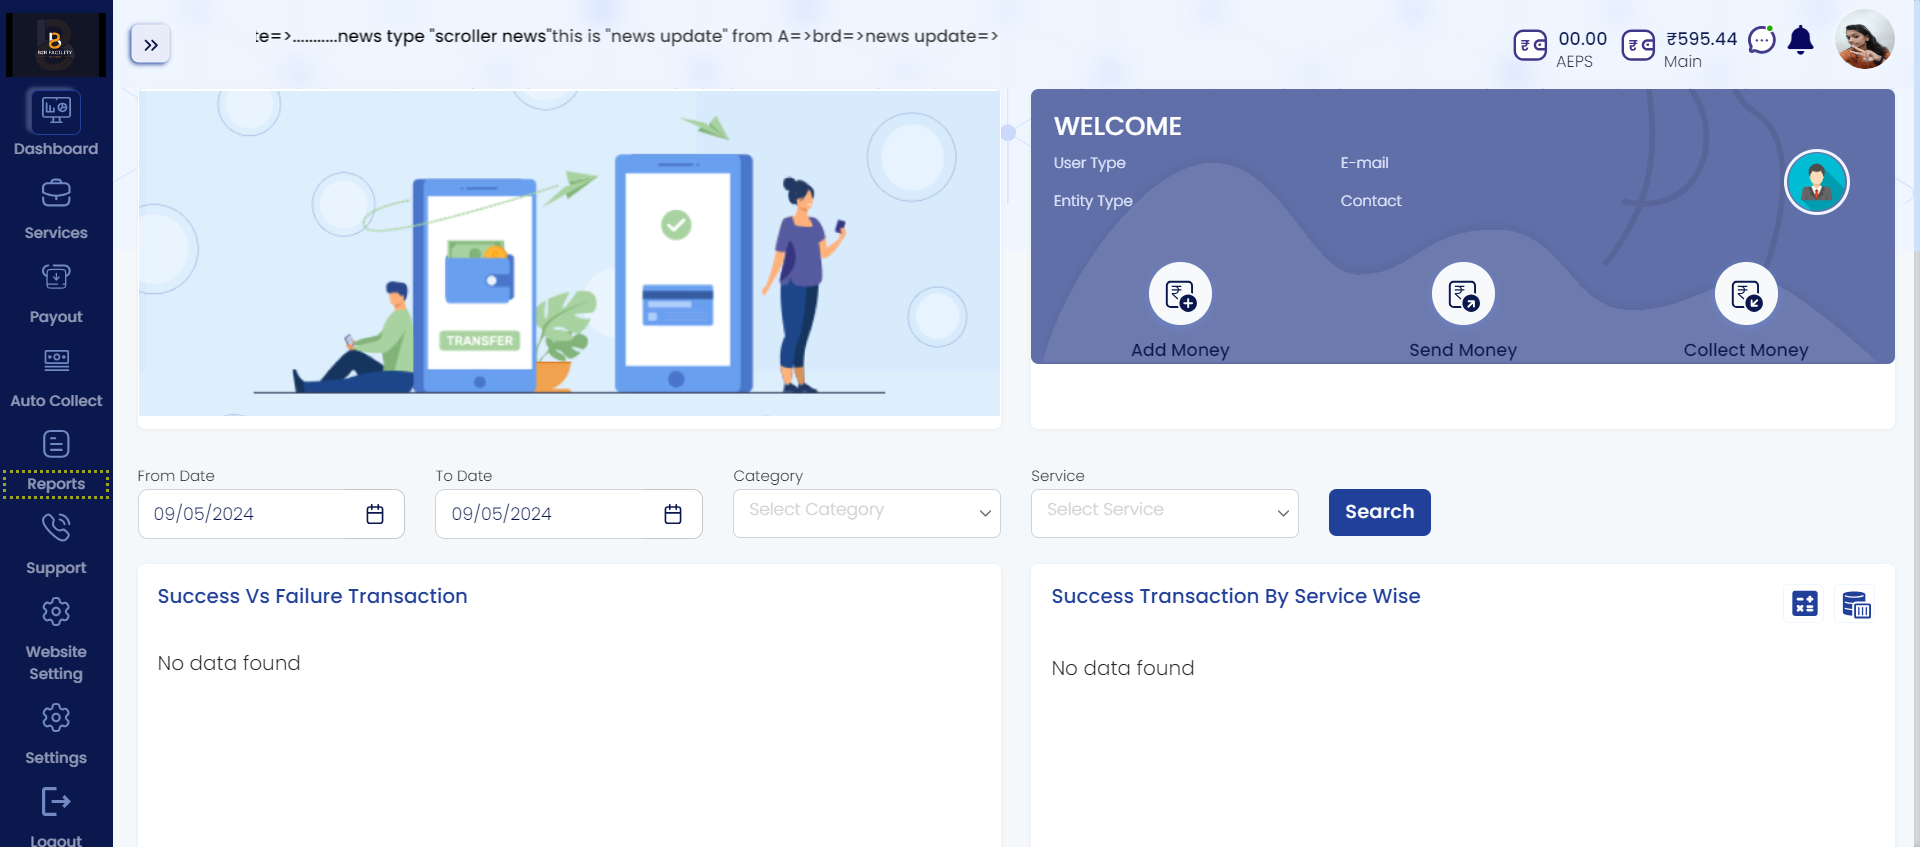 B2B FACILITY
te=>...........news type "scroller news"this is "news update" from A=>brd=>news update=>
00.00
AEPS
₹595.44
Main
Dashboard
Services
Payout
Auto Collect
Reports
Support
Website
Setting
Settings
Logout
TRANSFER
WELCOME
User Type
E-mail
Entity Type
Contact
Add Money
Send Money
Collect Money
From Date
To Date
Category
Service
09/05/2024
09/05/2024
Select Category
Select Service
Search
Success Vs Failure Transaction
No data found
Success Transaction By Service Wise
No data found